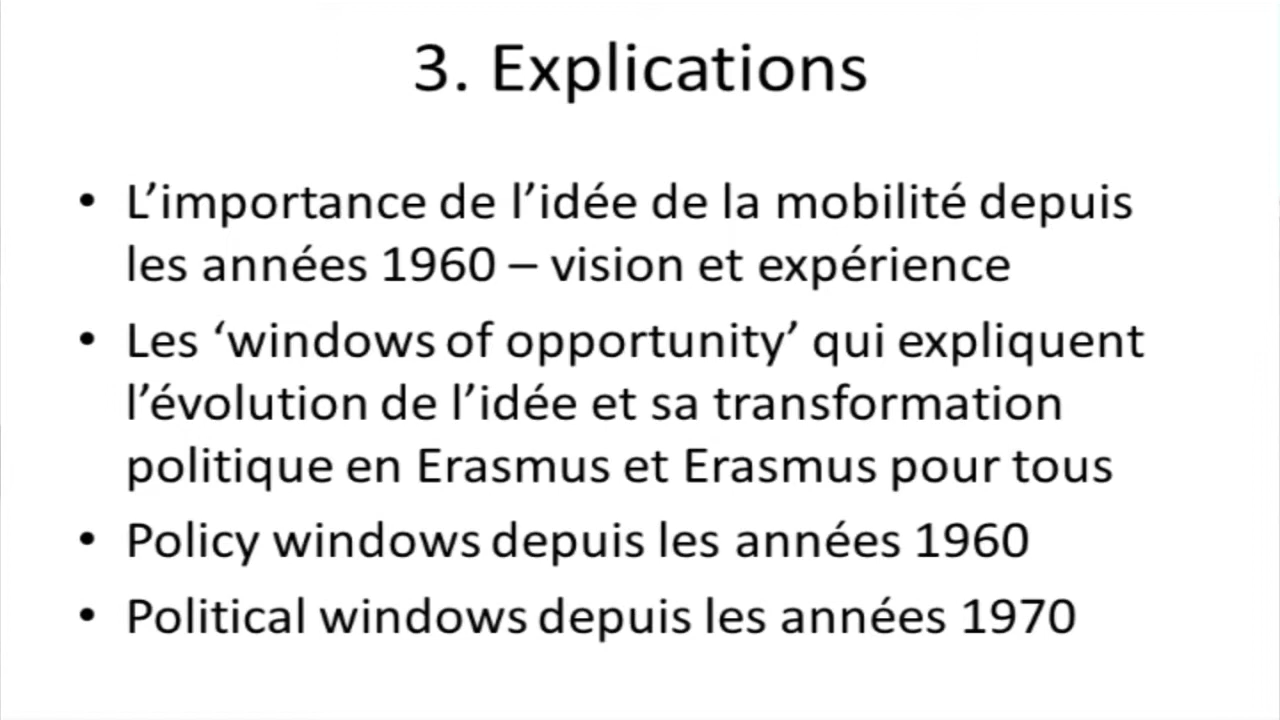 3. Explications
• L’importance de l’idée de la mobilité depuis
les années 1960 – vision et expérience
• Les ‘windows of opportunity’ qui expliquent
l’évolution de l’idée et sa transformation
politique en Erasmus et Erasmus pour tous
• Policy windows depuis les années 1960
• Political windows depuis les années 1970